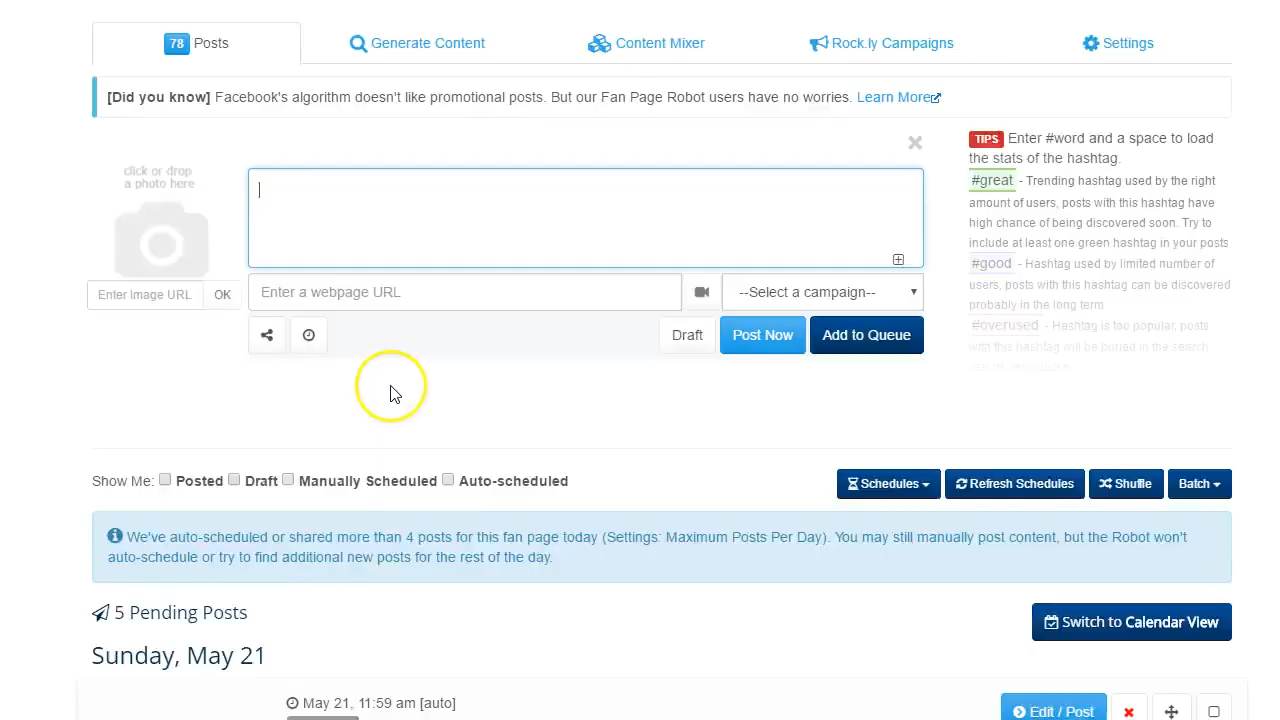 78 Posts
Generate Content
Content Mixer
Rock.ly Campaigns
Settings
[Did you know] Facebook's algorithm doesn't like promotional posts. But our Fan Page Robot users have no worries. Learn More
click or drop
a photo here
Enter Image URL
OK
Enter a webpage URL
--Select a campaign--
Draft
Post Now
Add to Queue
TIPS Enter #word and a space to load
the stats of the hashtag.
#great - Trending hashtag used by the right
amount of users, posts with this hashtag have
high chance of being discovered soon. Try to
include at least one green hashtag in your posts
#good - Hashtag used by limited number of
users, posts with this hashtag can be discovered
probably in the long term
#overused - Hashtag is too popular, posts
with this hashtag will be buried in the search
Show Me: Posted Draft Manually Scheduled Auto-scheduled
Schedules
Refresh Schedules
Shuffle
Batch
We've auto-scheduled or shared more than 4 posts for this fan page today (Settings: Maximum Posts Per Day). You may still manually post content, but the Robot won't
auto-schedule or try to find additional new posts for the rest of the day.
5 Pending Posts
Switch to Calendar View
Sunday, May 21
May 21, 11:59 am [auto]
Edit / Post